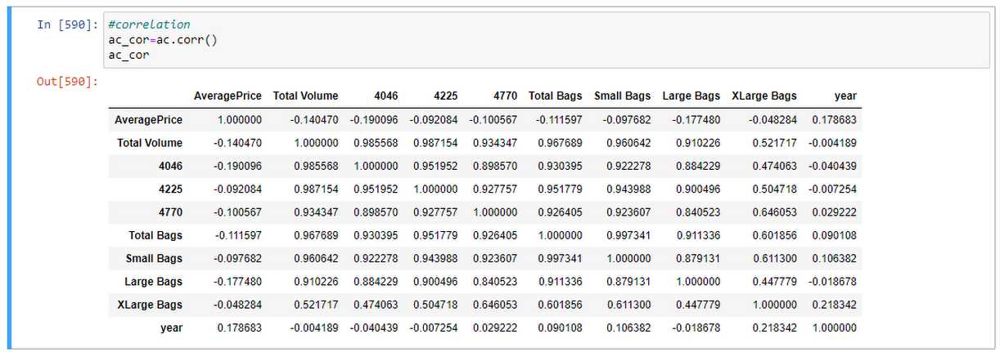 In [590]: #correlation
ac_cor=ac.corr()
ac_cor
Out[590]:
AveragePrice Total Volume 4046 4225 4770 Total Bags Small Bags Large Bags XLarge Bags year
AveragePrice 1.000000 -0.140470 -0.190096 -0.092084 -0.100567 -0.111597 -0.097682 -0.177480 -0.048284 0.178683
Total Volume -0.140470 1.000000 0.985568 0.987154 0.934347 0.967689 0.960642 0.910226 0.521717 -0.004189
4046 -0.190096 0.985568 1.000000 0.951952 0.898570 0.930395 0.922278 0.884229 0.474063 -0.040439
4225 -0.092084 0.987154 0.951952 1.000000 0.927757 0.951779 0.943988 0.900496 0.504718 -0.007254
4770 -0.100567 0.934347 0.898570 0.927757 1.000000 0.926405 0.923607 0.840523 0.646053 0.029222
Total Bags -0.111597 0.967689 0.930395 0.951779 0.926405 1.000000 0.997341 0.911336 0.601856 0.090108
Small Bags -0.097682 0.960642 0.922278 0.943988 0.923607 0.997341 1.000000 0.879131 0.611300 0.106382
Large Bags -0.177480 0.910226 0.884229 0.900496 0.840523 0.911336 0.879131 1.000000 0.447779 -0.018678
XLarge Bags -0.048284 0.521717 0.474063 0.504718 0.646053 0.601856 0.611300 0.447779 1.000000 0.218342
year 0.178683 -0.004189 -0.040439 -0.007254 0.029222 0.090108 0.106382 -0.018678 0.218342 1.000000